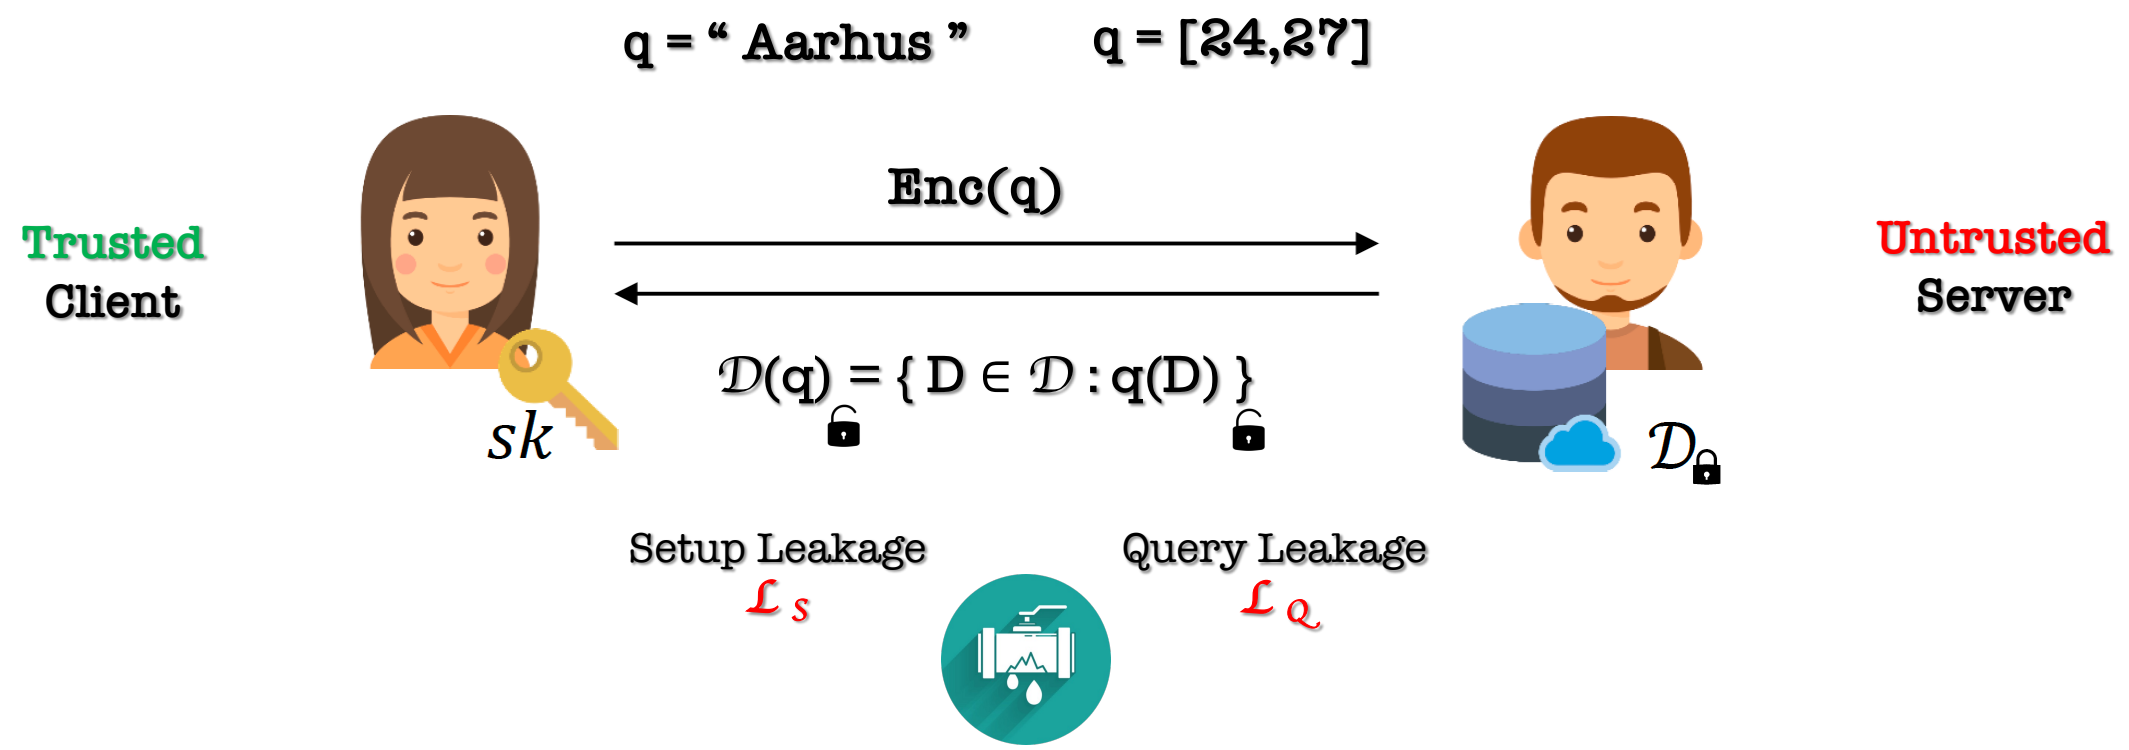 q = “ Aarhus ”
q = [24,27]
Enc(q)
Trusted
Client
Untrusted
Server
𝒟(q) = { D ∈ 𝒟 : q(D) }
sk
𝒟
Setup Leakage
ℒ S
Query Leakage
ℒ Q